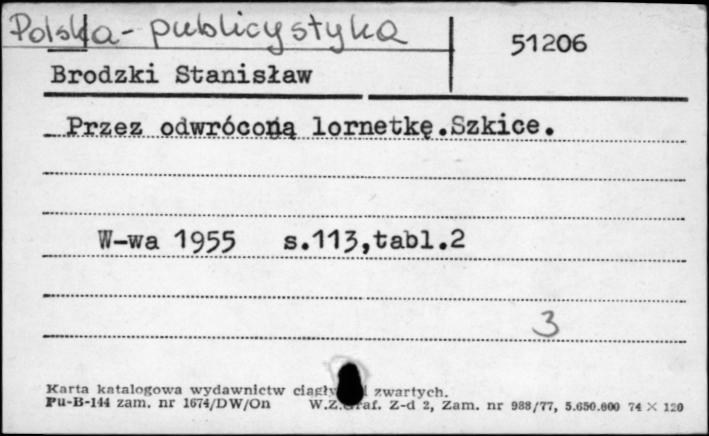 Polska - publicystyka
51206
Brodzki Stanisław
Przez odwróconą lornetkę.Szkice.
W-wa 1955 s.113,tabl.2
3
Karta katalogowa wydawnictw zwartych.
Pu-B-144 zam. nr 1674/DW/On W.Z.Graf. Z-d 2, Zam. nr 988/77, 5.650.000 74 × 120